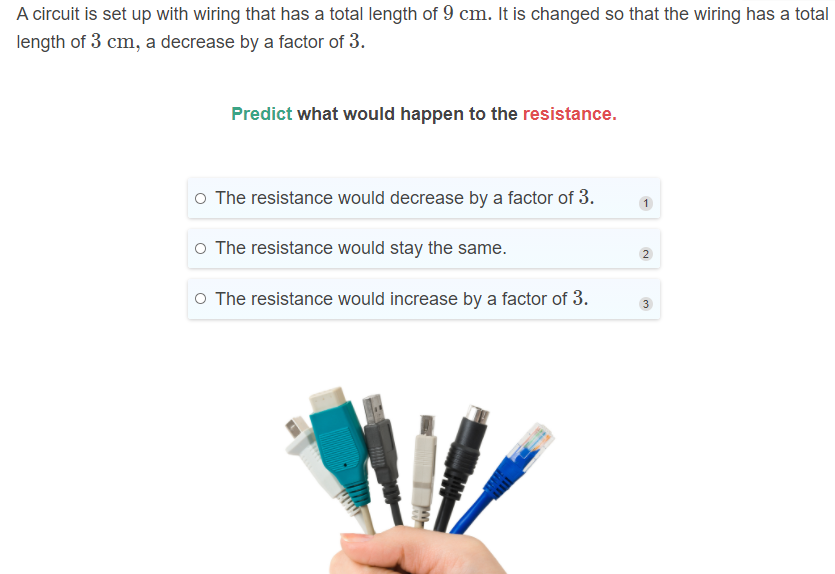 A circuit is set up with wiring that has a total length of 9 cm. It is changed so that the wiring has a total
length of 3 cm, a decrease by a factor of 3.
Predict what would happen to the resistance.
The resistance would decrease by a factor of 3.
1
The resistance would stay the same.
2
The resistance would increase by a factor of 3.
3